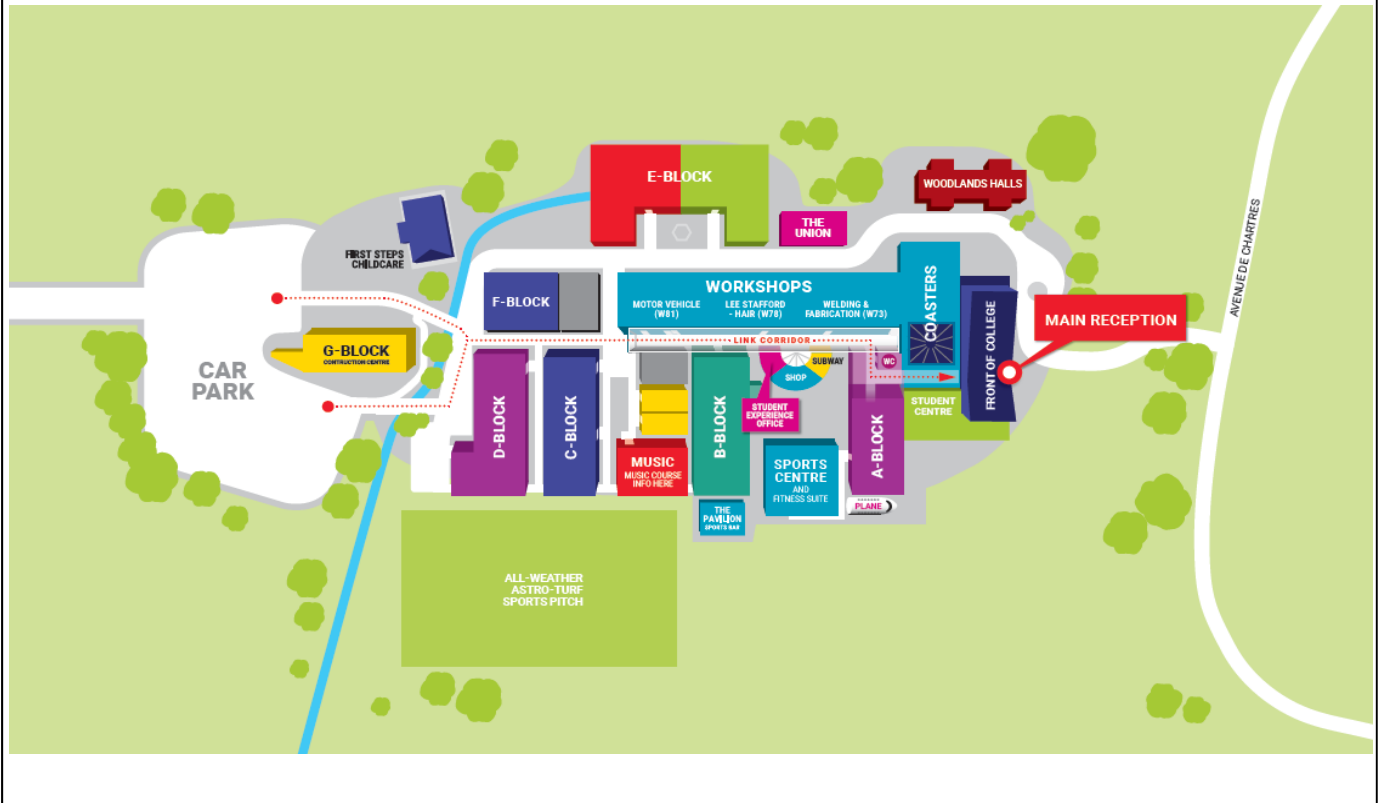 E-BLOCK
WOODLANDS HALLS
THE
UNION
AVENUE DE CHARTRES
FIRST STEPS
CHILDCARE
F-BLOCK
WORKSHOPS
MOTOR VEHICLE
(W81)
LEE STAFFORD
- HAIR (W78)
WELDING &
FABRICATION (W73)
COASTERS
MAIN RECEPTION
FRONT OF COLLEGE
LINK CORRIDOR
G-BLOCK
CONTRUCTION CENTRE
CAR
PARK
SUBWAY
WC
SHOP
STUDENT
EXPERIENCE
OFFICE
STUDENT
CENTRE
D-BLOCK
C-BLOCK
B-BLOCK
A-BLOCK
MUSIC
MUSIC COURSE
INFO HERE
SPORTS
CENTRE
AND
FITNESS SUITE
PLANE
THE
PAVILION
SPORTS BAR
ALL-WEATHER
ASTRO-TURF
SPORTS PITCH